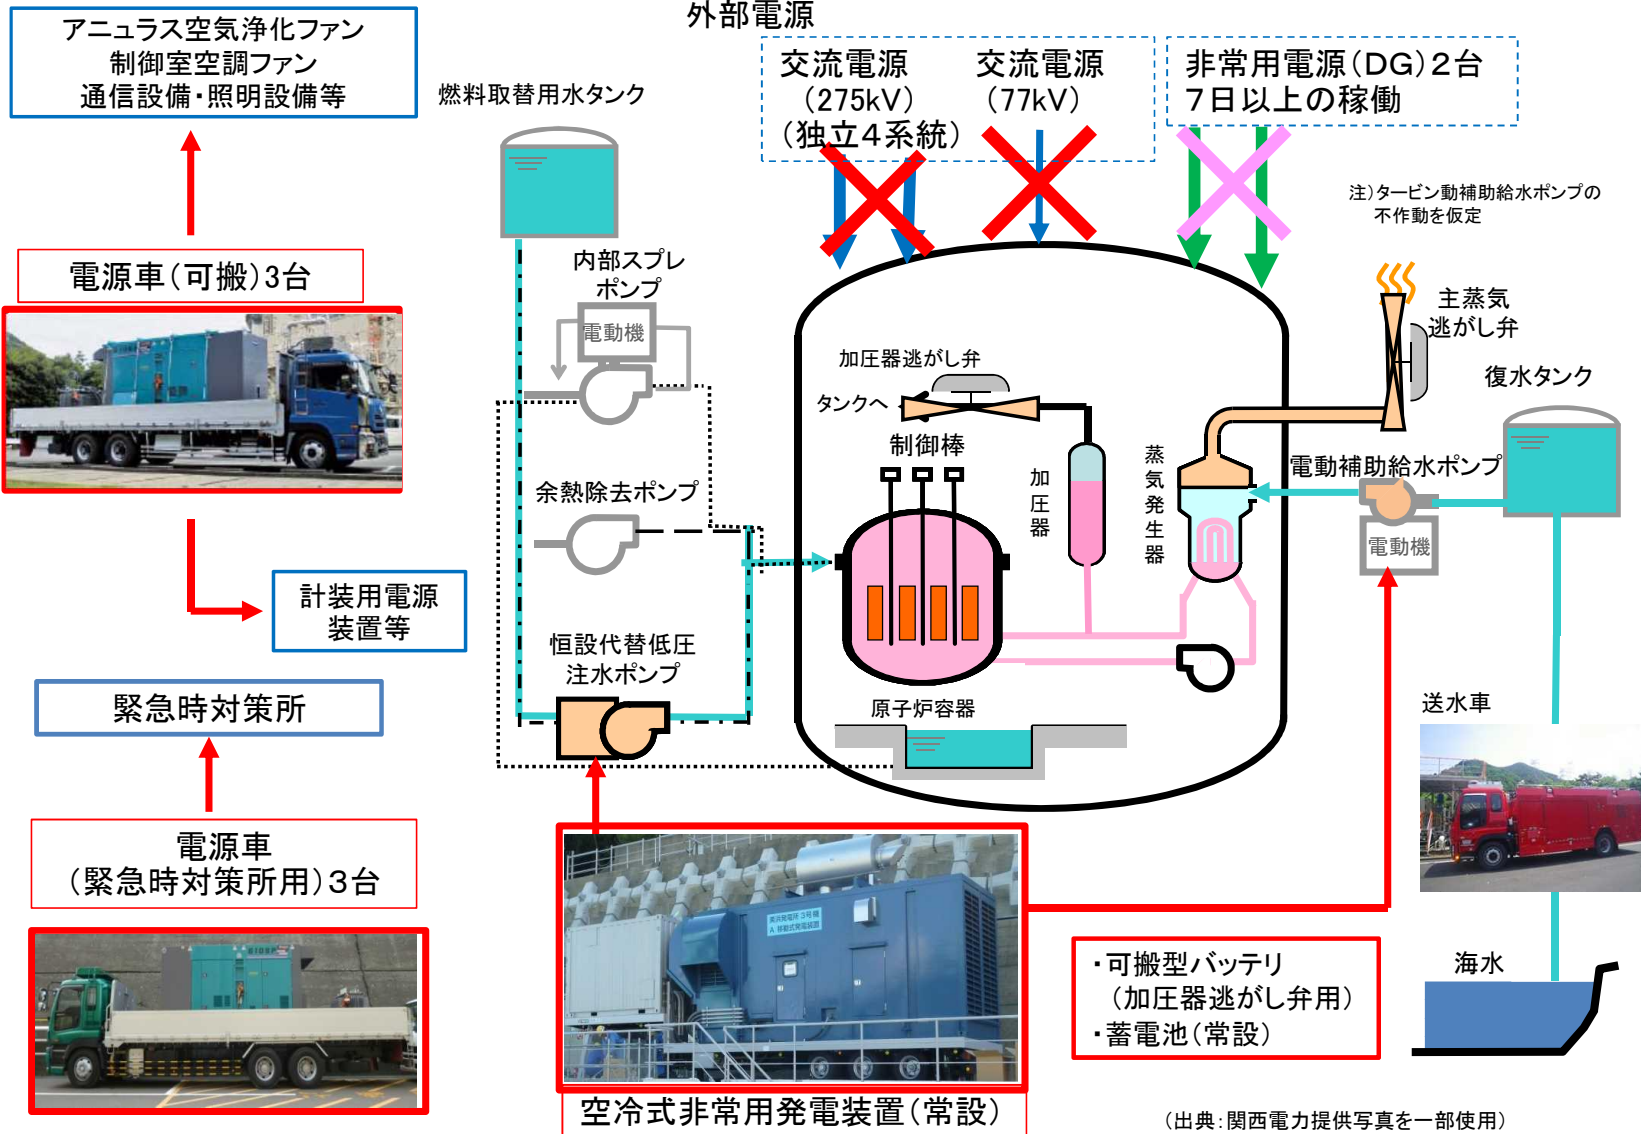 外部電源
アニュラス空気浄化ファン
制御室空調ファン
通信設備・照明設備等
燃料取替用水タンク
交流電源
（275kV）
（独立4系統）
交流電源
（77kV）
非常用電源（DG）2台
7日以上の稼働
注）タービン動補助給水ポンプの
不作動を仮定
電源車（可搬）3台
内部スプレ
ポンプ
電動機
主蒸気
逃がし弁
加圧器逃がし弁
タンクへ
復水タンク
制御棒
加圧器
蒸気発生器
電動補助給水ポンプ
電動機
余熱除去ポンプ
計装用電源
装置等
恒設代替低圧
注水ポンプ
緊急時対策所
原子炉容器
送水車
電源車
（緊急時対策所用）3台
・可搬型バッテリ
（加圧器逃がし弁用）
・蓄電池（常設）
海水
空冷式非常用発電装置（常設）
（出典：関西電力提供写真を一部使用）